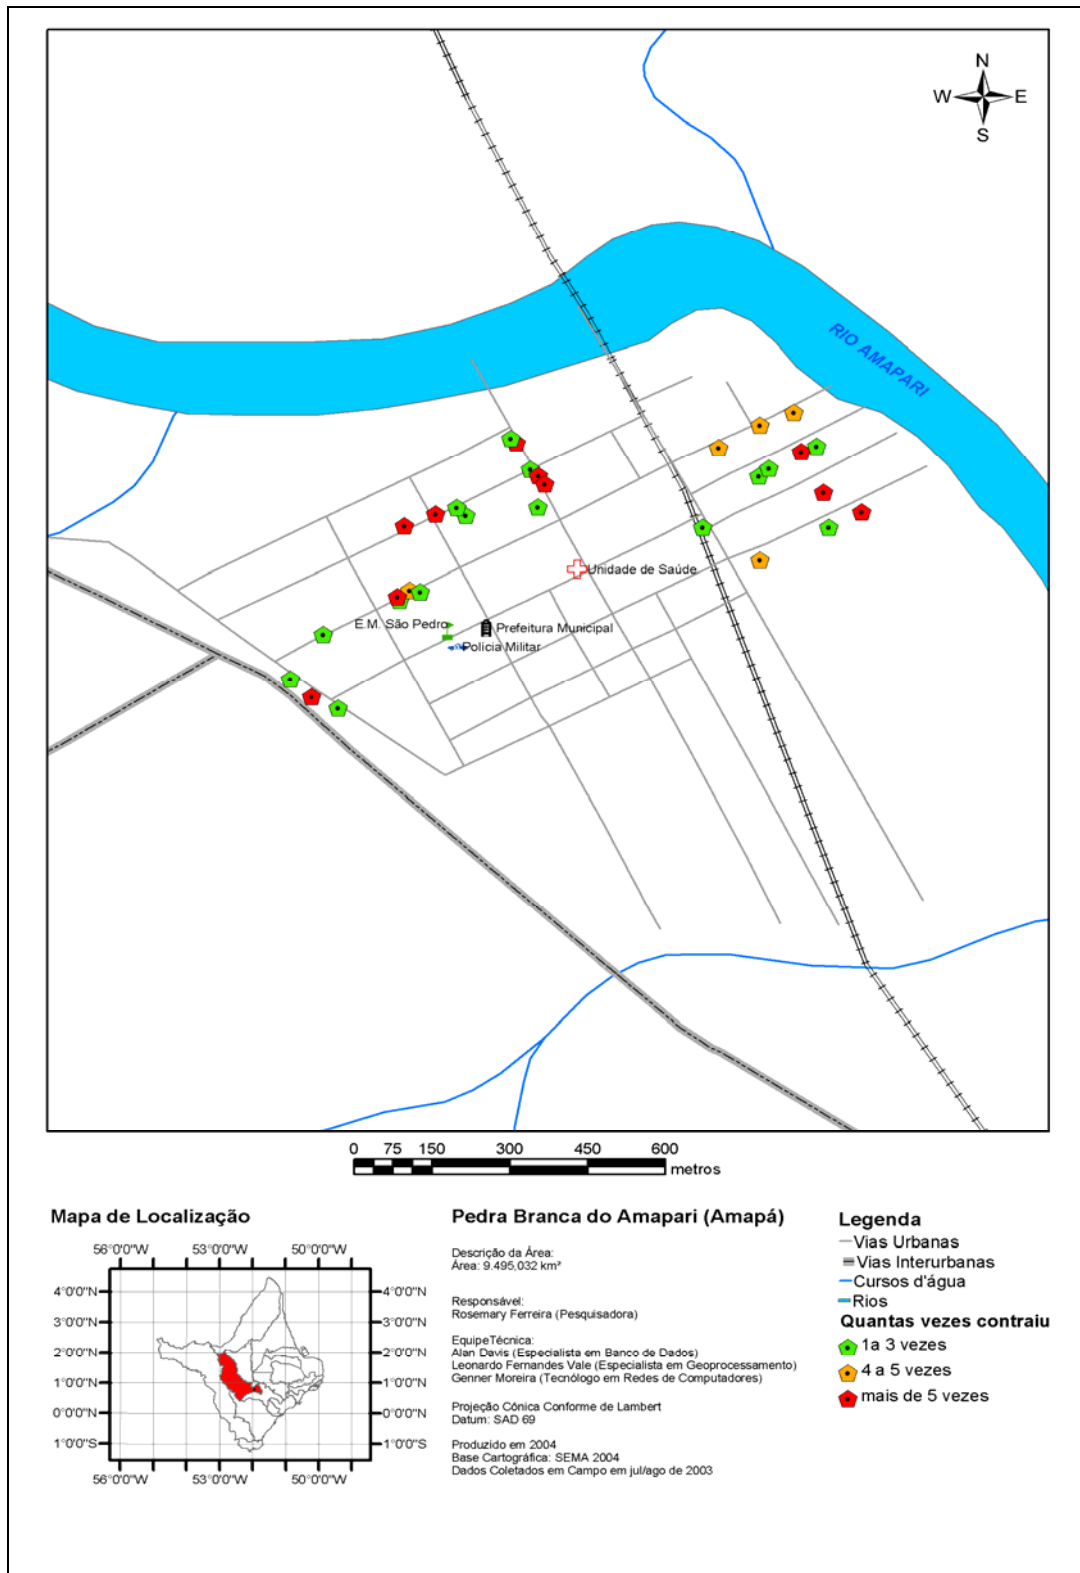 N
W E
S
RIO AMAPARI
Unidade de Saúde
E.M. São Pedro
Prefeitura Municipal
Policia Militar
0 75 150 300 450 600
metros
Mapa de Localização
56°0'0"W 53°0'0"W 50°0'0"W
4°0'0"N 4°0'0"N
3°0'0"N 3°0'0"N
2°0'0"N 2°0'0"N
1°0'0"N 1°0'0"N
0°0'0"N 0°0'0"N
1°0'0"S 1°0'0"S
56°0'0"W 53°0'0"W 50°0'0"W
Pedra Branca do Amapari (Amapá)
Descrição da Área:
Área: 9.495,032 km²
Responsável:
Rosemary Ferreira (Pesquisadora)
EquipeTécnica:
Alan Davis (Especialista em Banco de Dados)
Leonardo Fernandes Vale (Especialista em Geoprocessamento)
Genner Moreira (Tecnólogo em Redes de Computadores)
Projeção Cônica Conforme de Lambert
Datum: SAD 69
Produzido em 2004
Base Cartográfica: SEMA 2004
Dados Coletados em Campo em jul/ago de 2003
Legenda
Vias Urbanas
Vias Interurbanas
Cursos d'água
Rios
Quantas vezes contraiu
1a 3 vezes
4 a 5 vezes
mais de 5 vezes